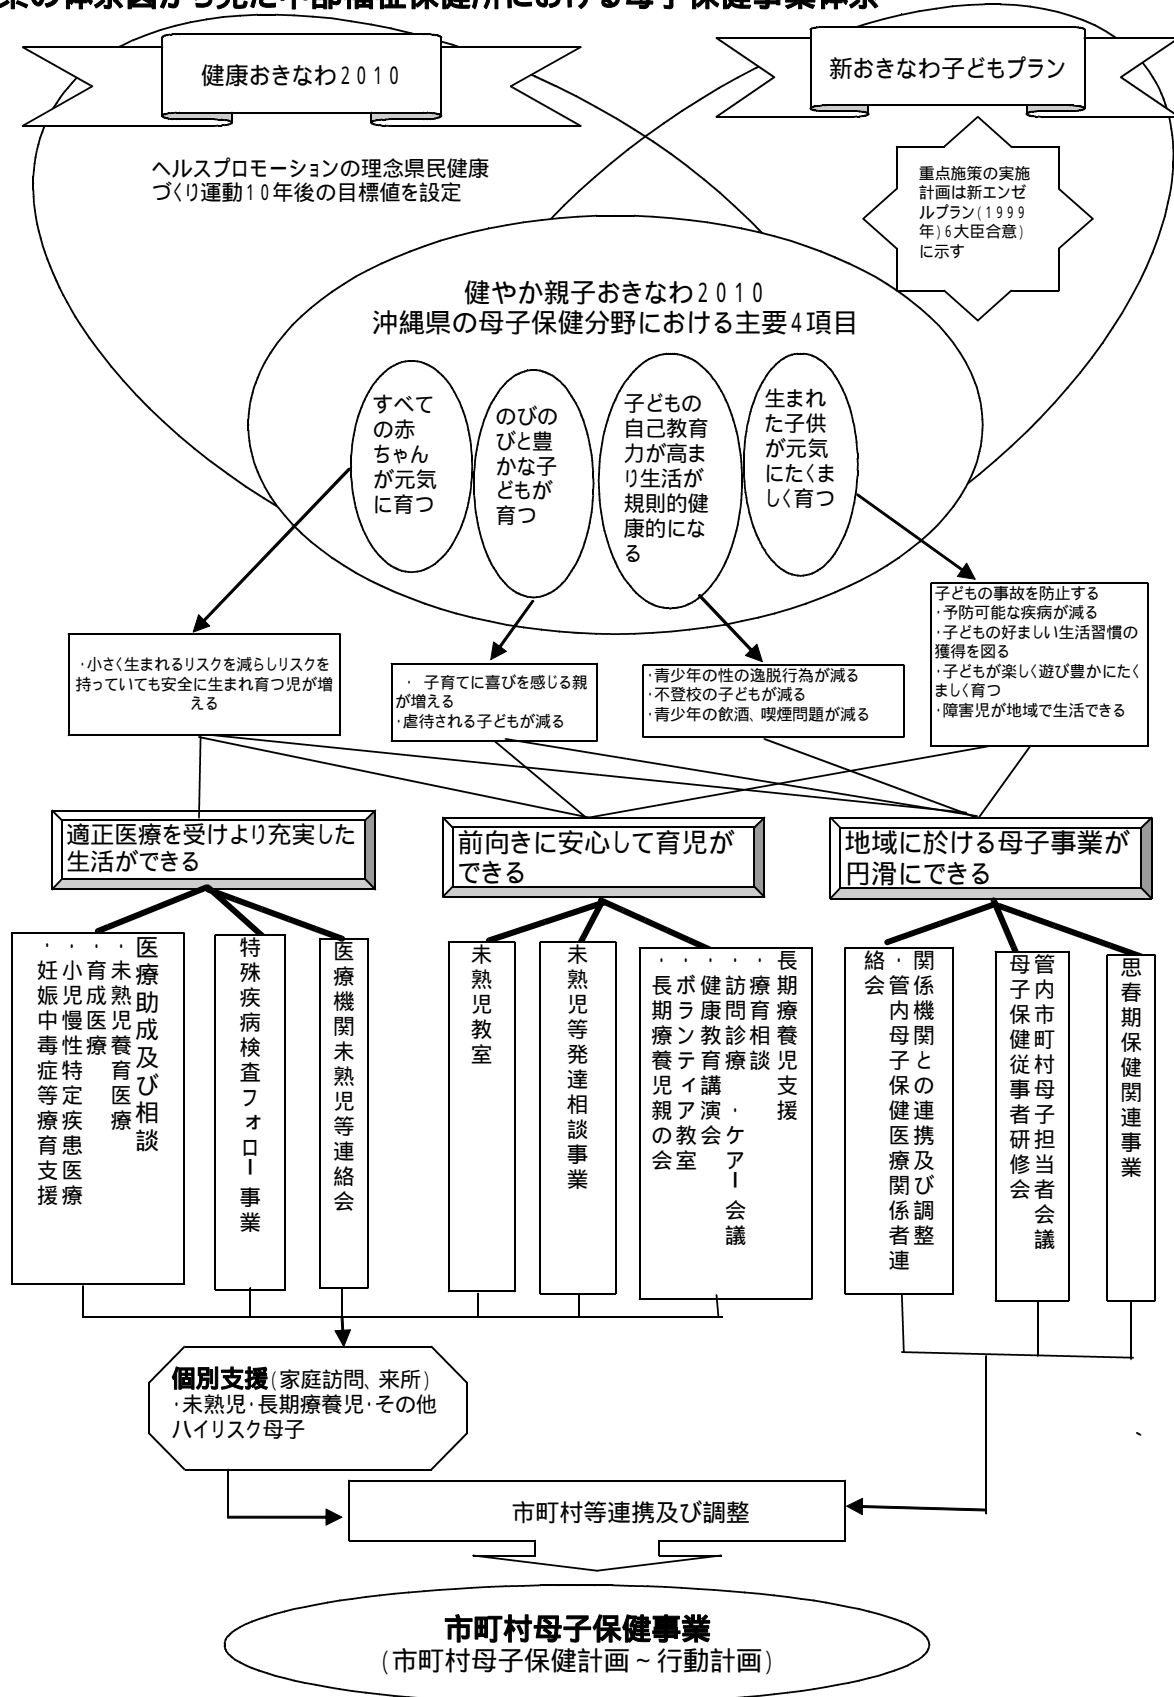 業の体系図から見た中部福祉保健所における母子保健事業体系
健康おきなわ2010
新おきなわ子どもプラン
ヘルスプロモーションの理念県民健康
づくり運動10年後の目標値を設定
重点施策の実施
計画は新エンゼ
ルプラン(1999
年)6大臣合意)
に示す
健やか親子おきなわ2010
沖縄県の母子保健分野における主要4項目
すべて
の赤
ちゃん
が元気
に育つ
のびの
びと豊
かな子
どもが
育つ
子どもの
自己教育
力が高ま
り生活が
規則的健
康的にな
る
生まれ
た子供
が元気
にたくま
しく育つ
・小さく生まれるリスクを減らしリスクを
持っていても安全に生まれ育つ児が増
える
・ 子育てに喜びを感じる親
が増える
・虐待される子どもが減る
・青少年の性の逸脱行為が減る
・不登校の子どもが減る
・青少年の飲酒、喫煙問題が減る
子どもの事故を防止する
・予防可能な疾病が減る
・子どもの好ましい生活習慣の
獲得を図る
・子どもが楽しく遊び豊かにたく
ましく育つ
・障害児が地域で生活できる
適正医療を受けより充実した
生活ができる
前向きに安心して育児が
できる
地域に於ける母子事業が
円滑にできる
医療助成及び相談
・未熟児養育医療
・育成医療
・小児慢性特定疾患医療
・妊娠中毒症等療育支援
特殊疾病検査フォロー事業
医療機関未熟児等連絡会
未熟児教室
未熟児等発達相談事業
長期療養児支援
・療育相談
・訪問診療 ・ケアー会議
・健康教育講演会
・ボランティア教室
・長期療養児親の会
関係機関との連携及び調整
・管内母子保健医療関係者連
絡会
管内市町村母子担当者会議
母子保健従事者研修会
思春期保健関連事業
個別支援(家庭訪問、来所)
・未熟児・長期療養児・その他
ハイリスク母子
市町村等連携及び調整
市町村母子保健事業
(市町村母子保健計画~行動計画)